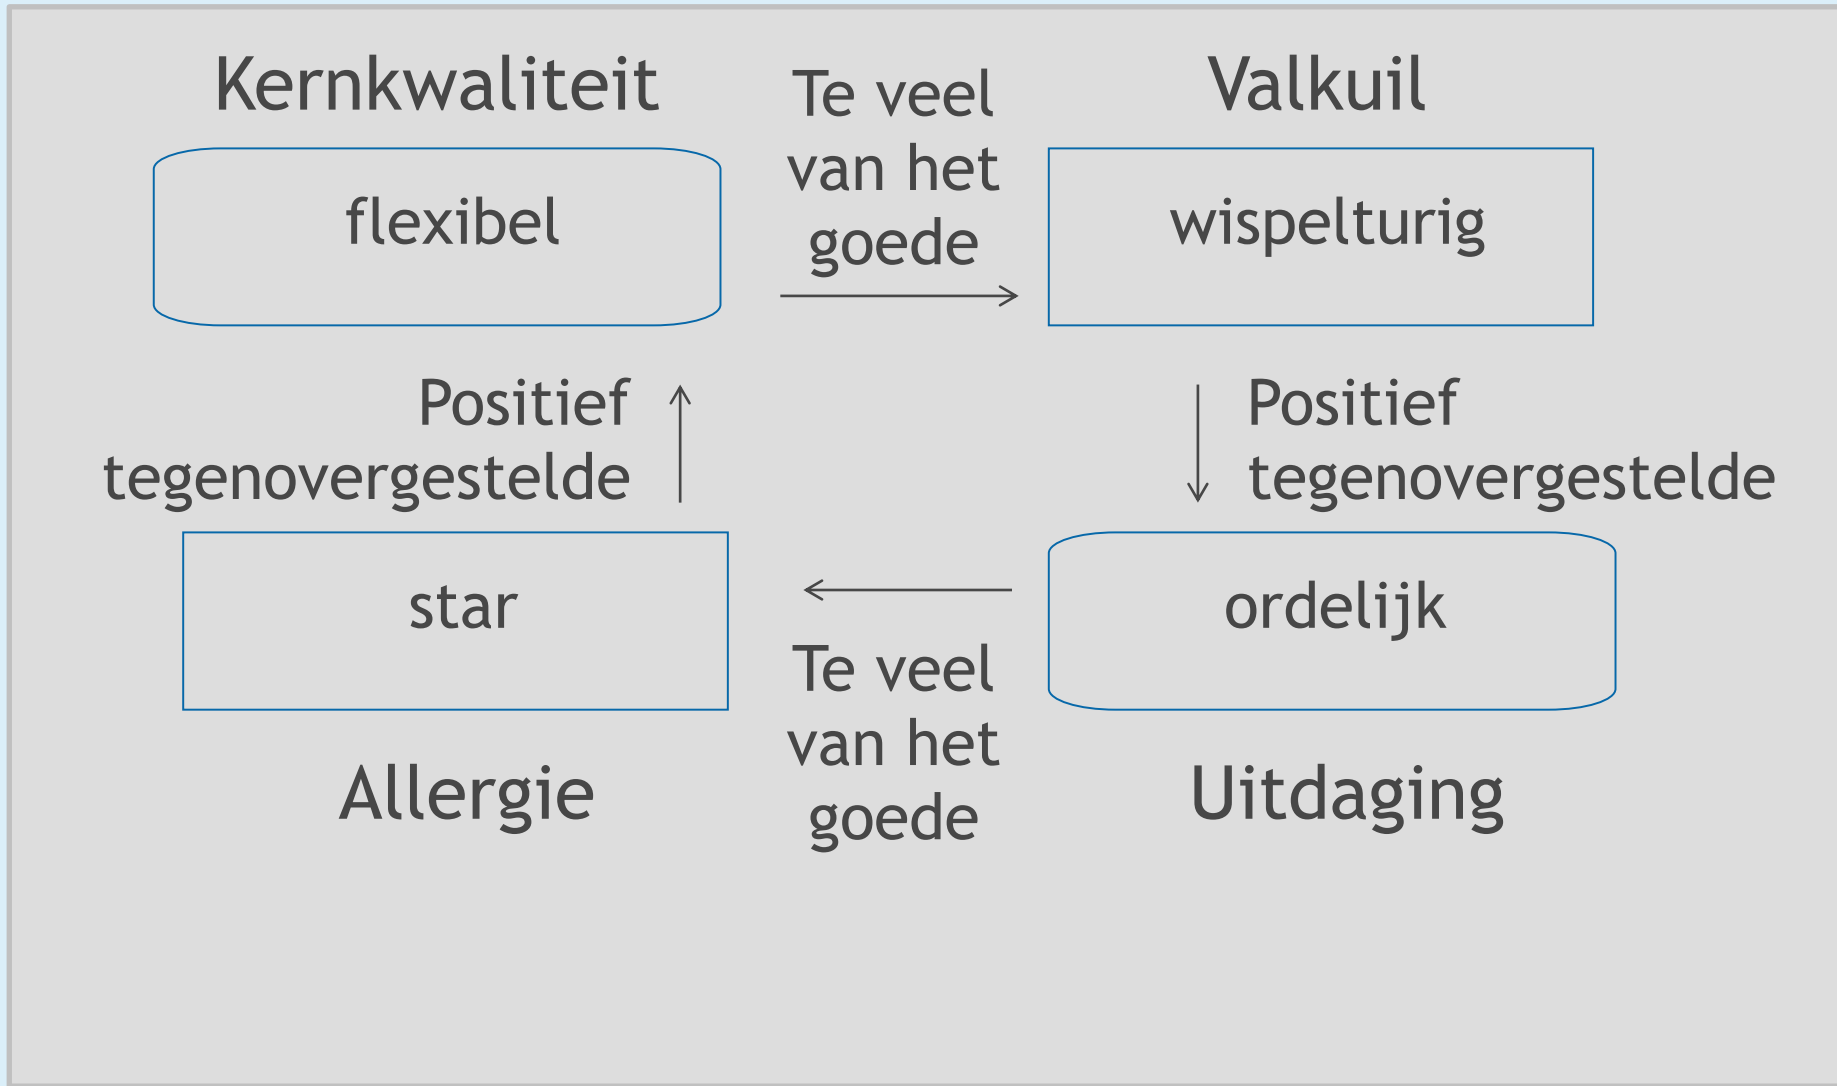 Kernkwaliteit
Te veel
van het
goede
Valkuil
flexibel
wispelturig
Positief
tegenovergestelde
Positief
tegenovergestelde
star
ordelijk
Te veel
van het
goede
Allergie
Uitdaging